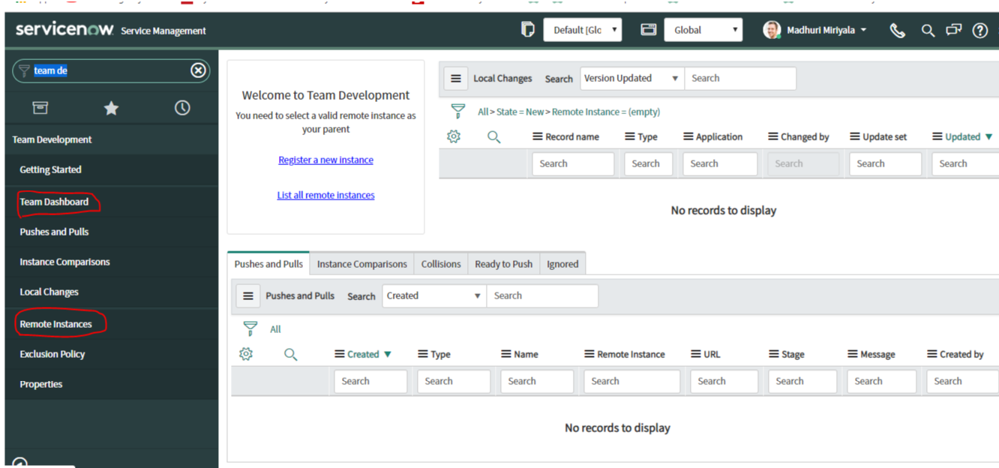 servicenow Service Management
Default [Glc
Global
Madhuri Miriyala
team de
Team Development
Getting Started
Team Dashboard
Pushes and Pulls
Instance Comparisons
Local Changes
Remote Instances
Exclusion Policy
Properties
Welcome to Team Development
You need to select a valid remote instance as
your parent
Register a new instance
List all remote instances
Local Changes Search Version Updated Search
All > State = New > Remote Instance = (empty)
Record name Type Application Changed by Update set Updated
Search Search Search Search Search Search
No records to display
Pushes and Pulls Instance Comparisons Collisions Ready to Push Ignored
Pushes and Pulls Search Created Search
All
Created Type Name Remote Instance URL Stage Message Created by
Search Search Search Search Search Search Search Search
No records to display